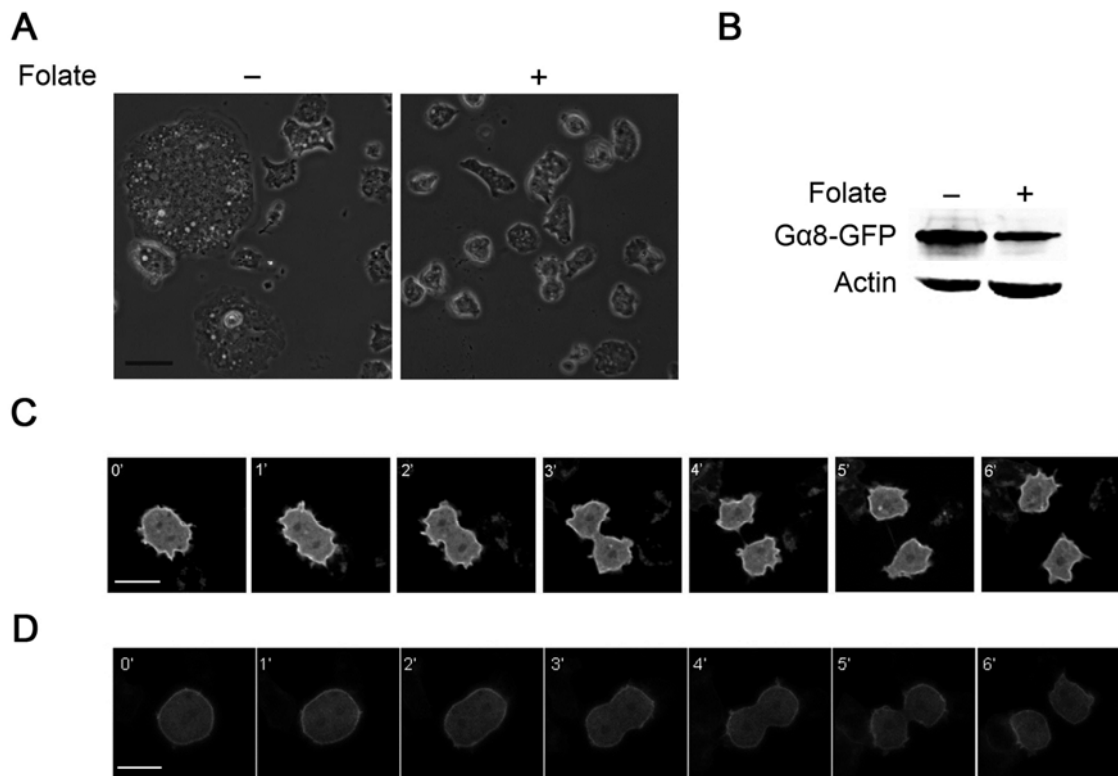 A
Folate – +
B
Folate – +
Gα8-GFP
Actin
C
0' 1' 2' 3' 4' 5' 6'
D
0' 1' 2' 3' 4' 5' 6'